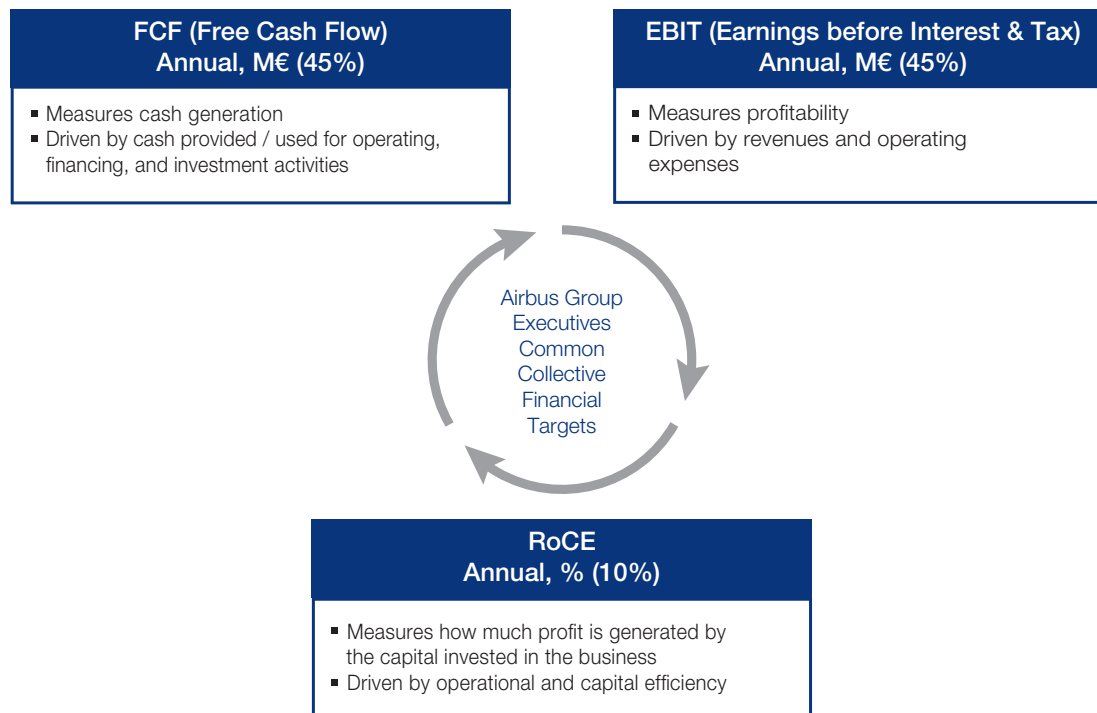 FCF (Free Cash Flow)
Annual, M€ (45%)
▪ Measures cash generation
▪ Driven by cash provided / used for operating,
financing, and investment activities
EBIT (Earnings before Interest & Tax)
Annual, M€ (45%)
▪ Measures profitability
▪ Driven by revenues and operating
expenses
Airbus Group
Executives
Common
Collective
Financial
Targets
RoCE
Annual, % (10%)
▪ Measures how much profit is generated by
the capital invested in the business
▪ Driven by operational and capital efficiency